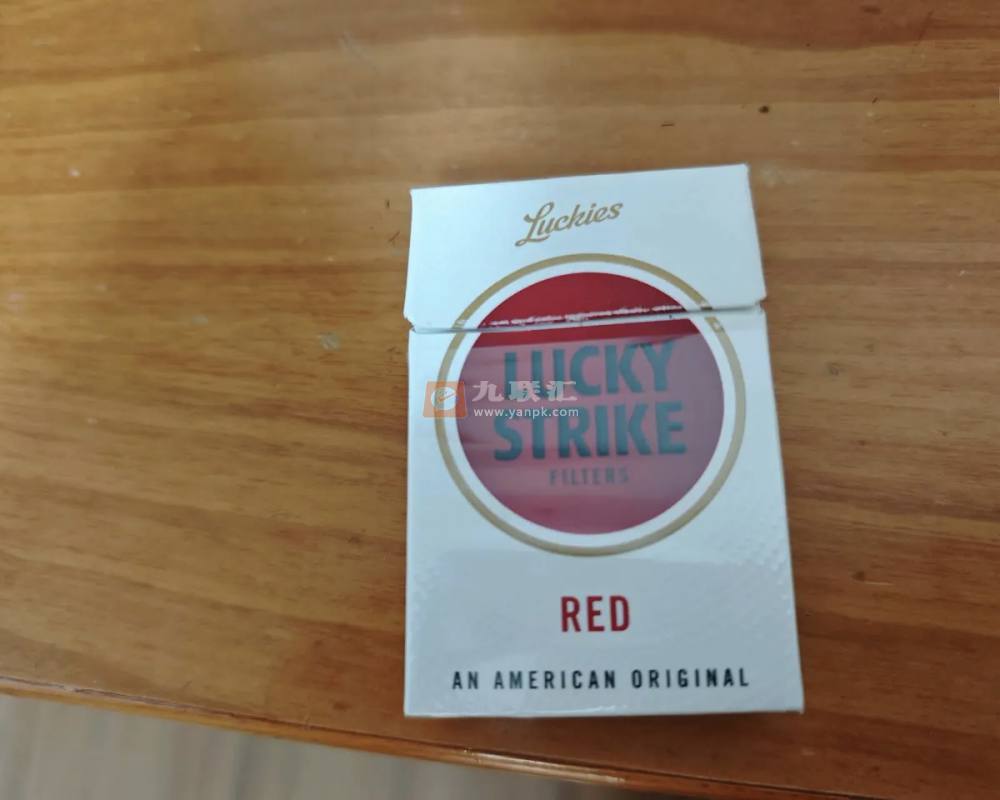 Luckies
LUCKY
STRIKE
FILTERS
九联汇
www.yanpk.com
RED
AN AMERICAN ORIGINAL